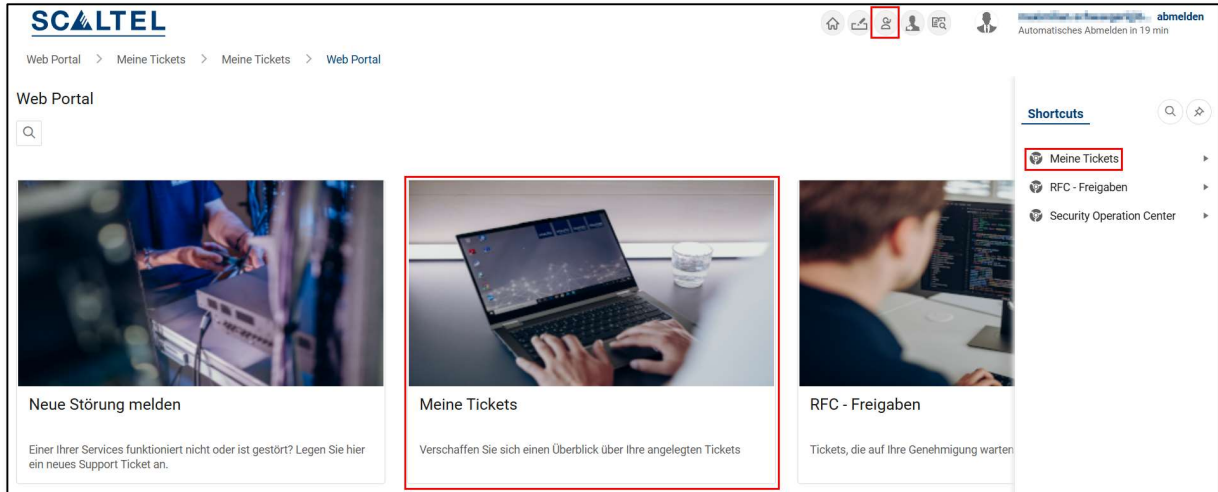 SCALTEL
abmelden
Automatisches Abmelden in 19 min
Web Portal > Meine Tickets > Meine Tickets > Web Portal
Web Portal
Shortcuts
Meine Tickets
RFC - Freigaben
Security Operation Center
Neue Störung melden
Einer Ihrer Services funktioniert nicht oder ist gestört? Legen Sie hier
ein neues Support Ticket an.
Meine Tickets
Verschaffen Sie sich einen Überblick über Ihre angelegten Tickets
RFC - Freigaben
Tickets, die auf Ihre Genehmigung warten